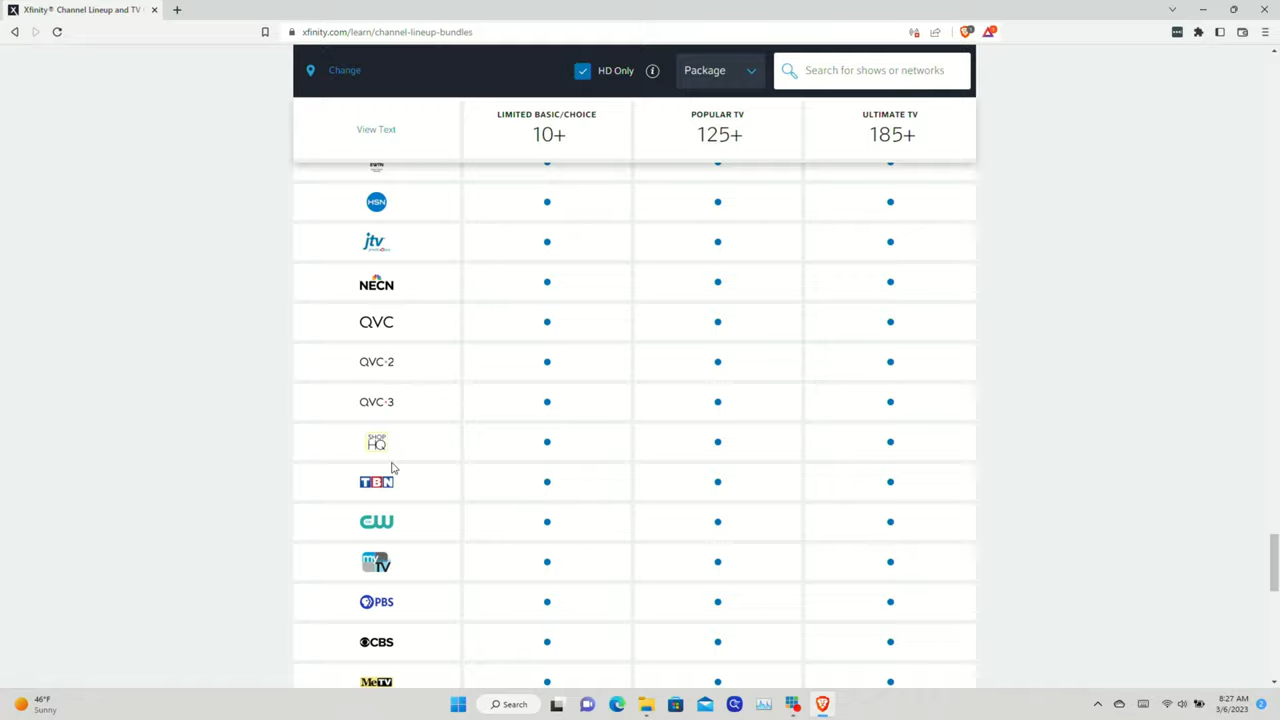 Xfinity® Channel Lineup and TV
xfinity.com/learn/channel-lineup-bundles
Change
HD Only
Package
Search for shows or networks
View Text
LIMITED BASIC/CHOICE
10+
POPULAR TV
125+
ULTIMATE TV
185+
EWTN
HSN
jtv
NECN
QVC
QVC·2
QVC·3
SHOP
HQ
TBN
CW
myTV
PBS
CBS
MeTV
46°F
Sunny
Search
8:27 AM
3/6/2023